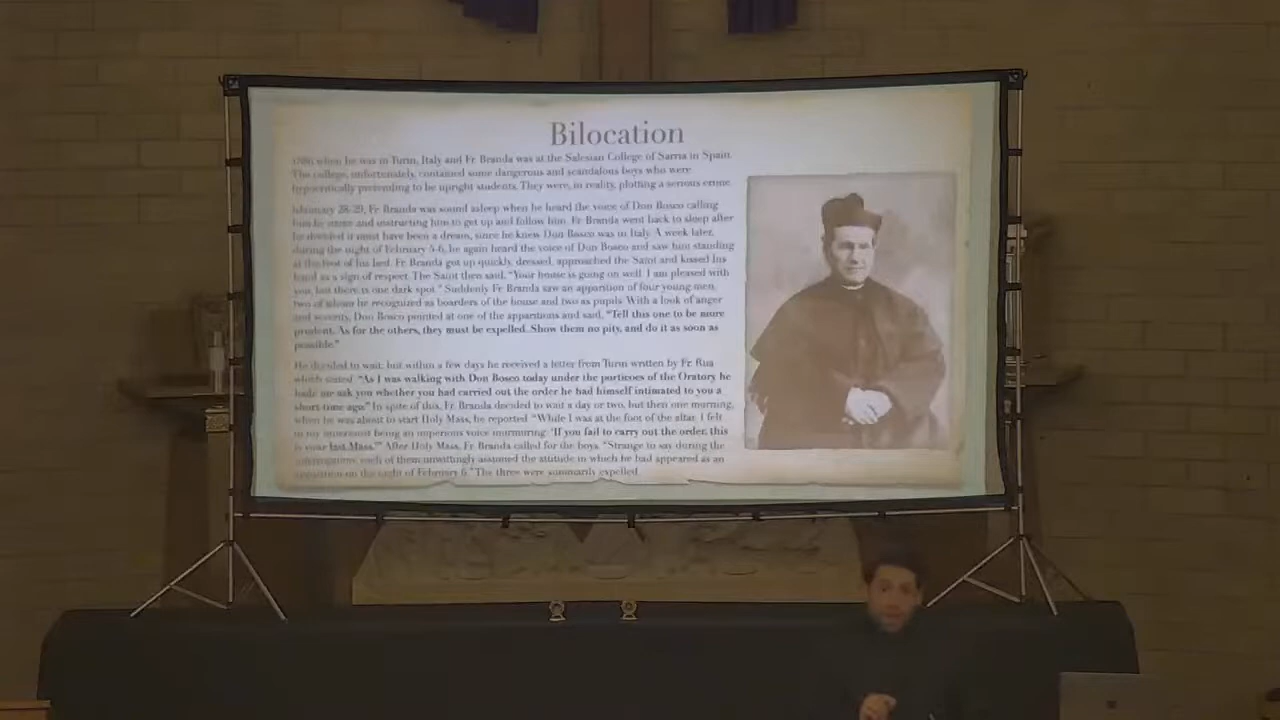 Bilocation
when he was in Turin, Italy and Fr Branda was at the Salesian College of Sarria in Spain.
The college, unfortunately, contained some dangerous and scandalous boys who were
hypocritically pretending to be upright students. They were, in reality, plotting a serious crime
28-29, Fr Branda was sound asleep when he heard the voice of Don Bosco calling
him and instructing him to get up and follow him. Fr Branda went back to sleep after
he decided it must have been a dream, since he knew Don Bosco was in Italy. A week later,
during the night of February 5-6, he again heard the voice of Don Bosco and saw him standing
at the foot of his bed. Fr Branda got up quickly, dressed, approached the Saint and kissed his
hand as a sign of respect. The Saint then said, "Your house is going on well. I am pleased with
you, but there is one dark spot." Suddenly Fr Branda saw an apparition of four young men,
two of whom he recognized as boarders of the house and two as pupils. With a look of anger
and severity, Don Bosco pointed at one of the apparitions and said, "Tell this one to be more
prudent. As for the others, they must be expelled. Show them no pity, and do it as soon as
possible."
He decided to wait, but within a few days he received a letter from Turin written by Fr Rua
which stated: "As I was walking with Don Bosco today under the porticoes of the Oratory he
bade me ask you whether you had carried out the order he had himself intimated to you a
short time ago." In spite of this, Fr Branda decided to wait a day or two, but then one morning,
when he was about to start Holy Mass, he reported "While I was at the foot of the altar, I felt
in my innermost being an imperious voice murmuring: 'If you fail to carry out the order, this
is your last Mass.'" After Holy Mass, Fr Branda called for the boys. "Strange to say during the
each of them unwittingly assumed the attitude in which he had appeared as an
apparition on the night of February 6." The three were summarily expelled.